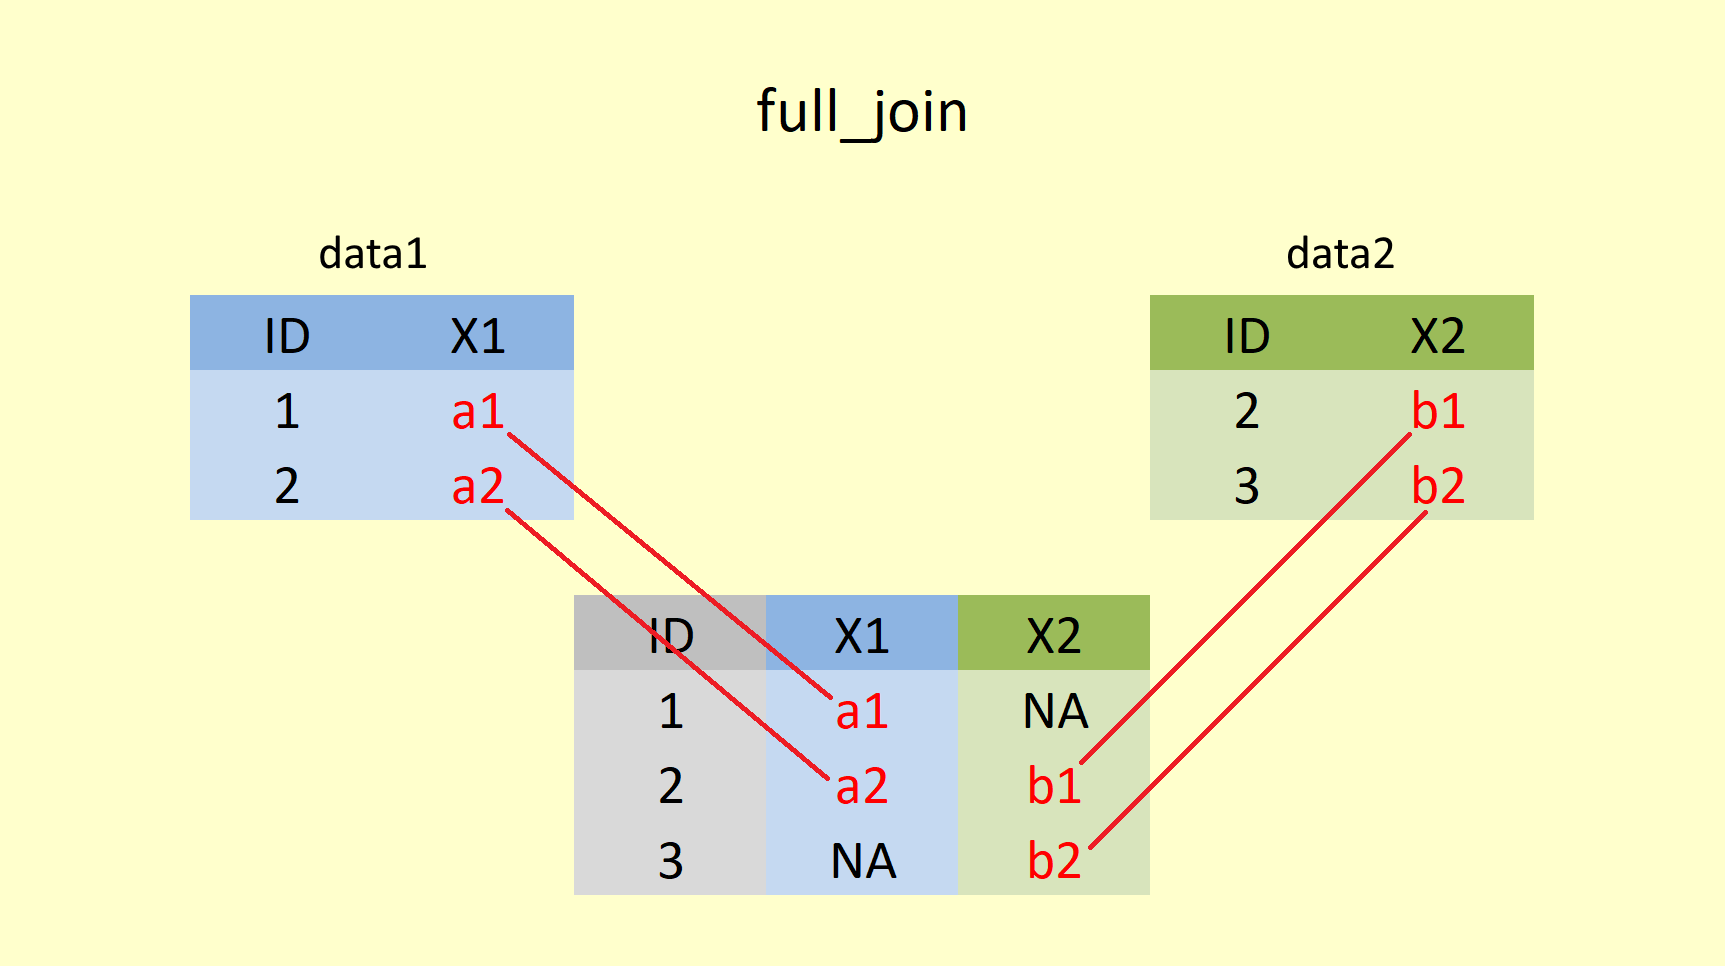 full_join
data1
ID X1
1 a1
2 a2
data2
ID X2
2 b1
3 b2
ID X1 X2
1 a1 NA
2 a2 b1
3 NA b2